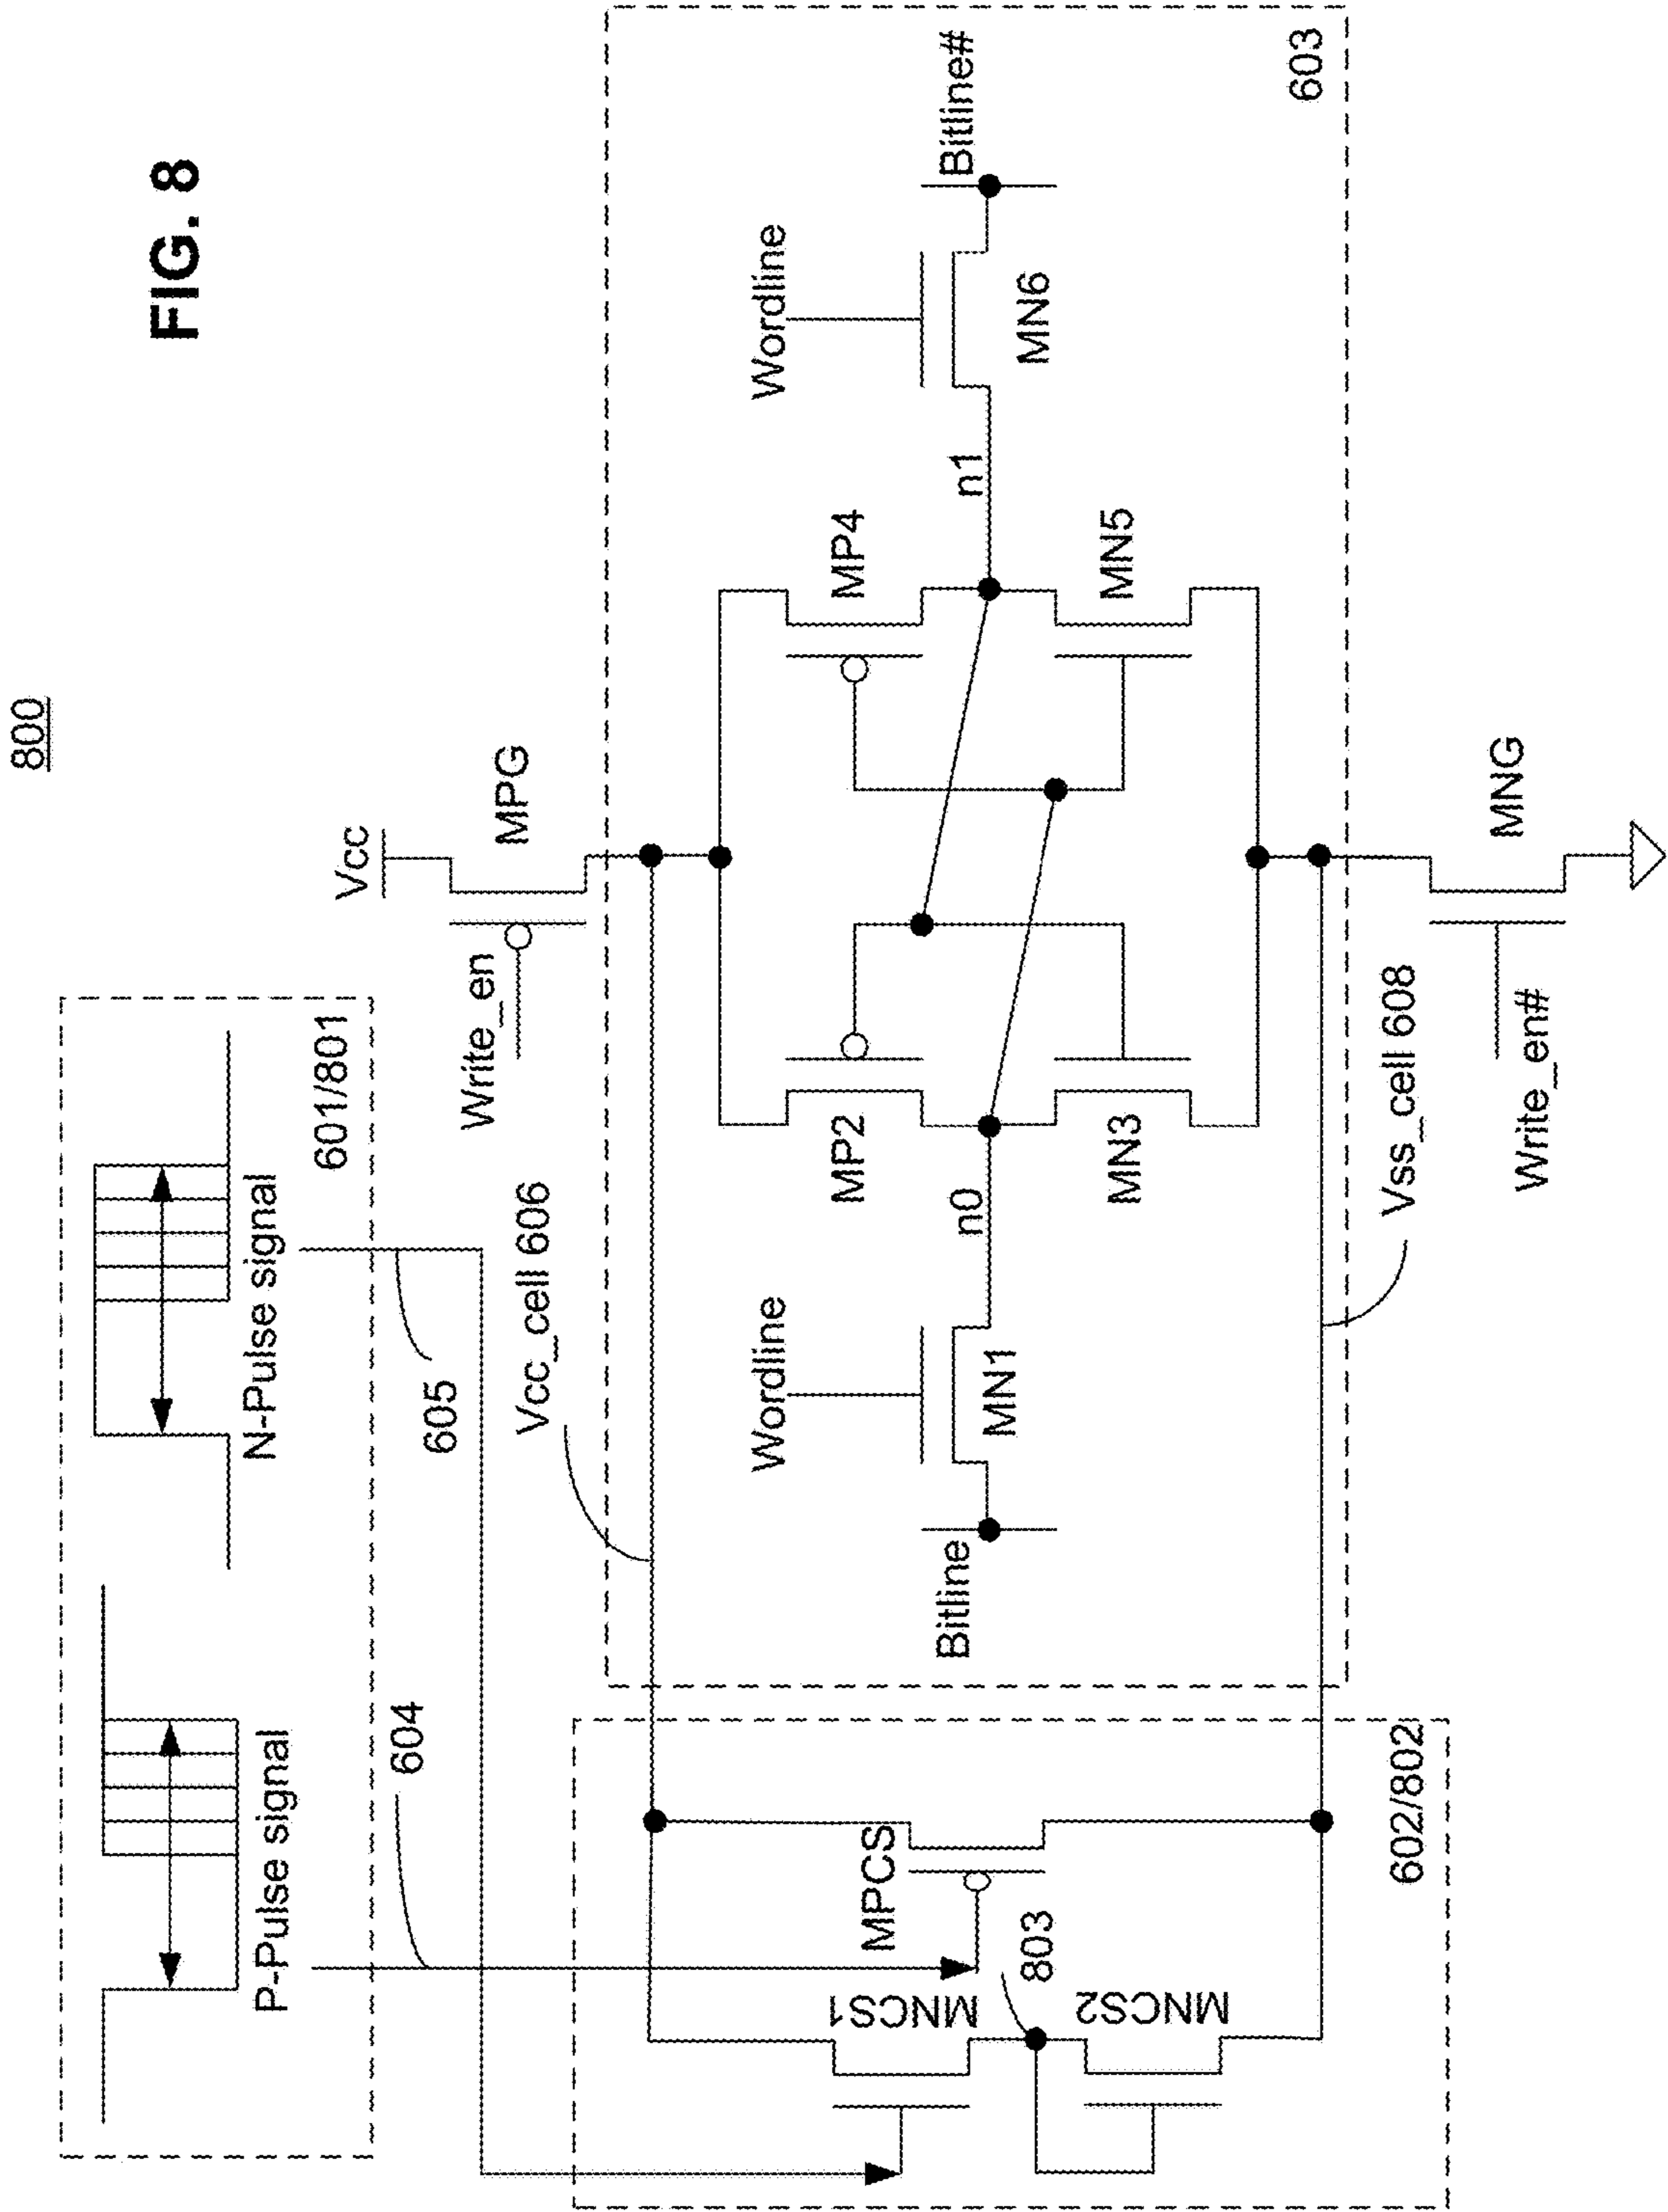 800
FIG. 8
P-Pulse signal
N-Pulse signal
601/801
604
605
Vcc
Write_en
MPG
Vcc_cell 606
Wordline
Wordline
MPCS
MNCS1
803
MNCS2
602/802
Bitline
MN1
n0
MP2
MN3
MP4
MN5
n1
MN6
Bitline#
603
Vss_cell 608
Write_en#
MNG